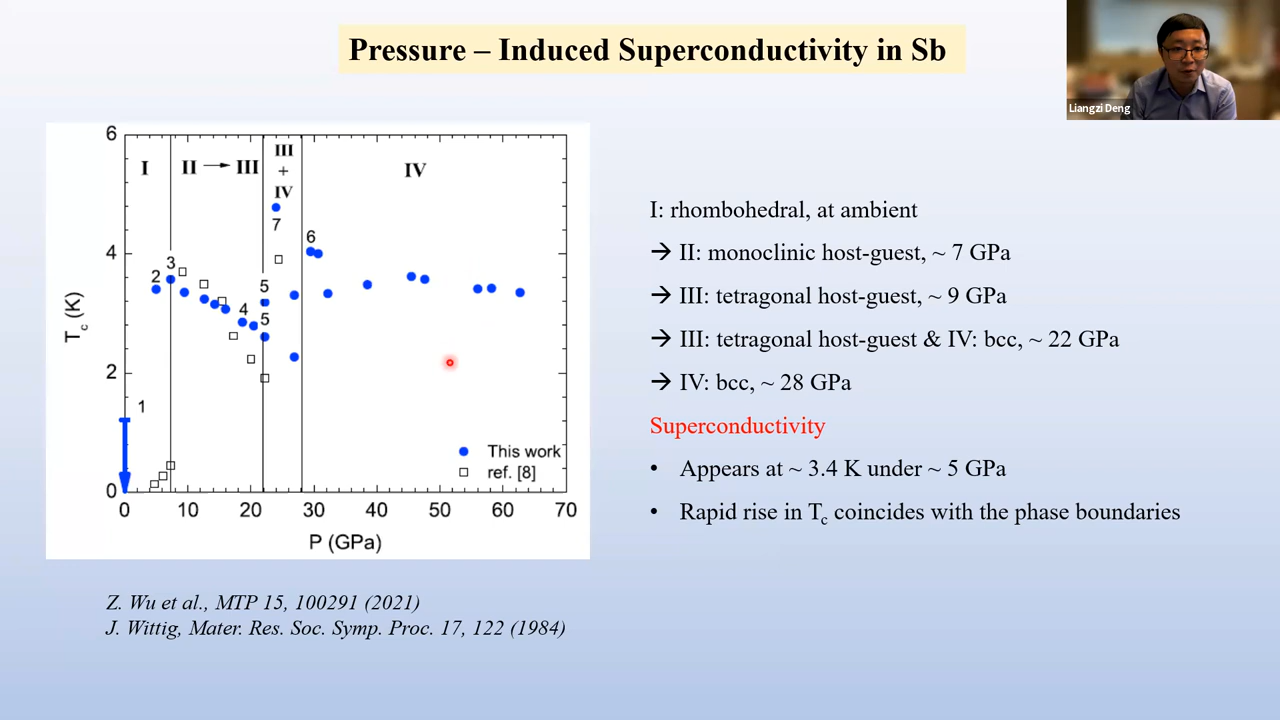 Pressure – Induced Superconductivity in Sb
Liangzi Deng
6
4
2
0
T_c (K)
I
II → III
III
+
IV
IV
7
6
2
3
5
4
5
1
This work
ref. [8]
0 10 20 30 40 50 60 70
P (GPa)
I: rhombohedral, at ambient
→ II: monoclinic host-guest, ~ 7 GPa
→ III: tetragonal host-guest, ~ 9 GPa
→ III: tetragonal host-guest & IV: bcc, ~ 22 GPa
→ IV: bcc, ~ 28 GPa
Superconductivity
• Appears at ~ 3.4 K under ~ 5 GPa
• Rapid rise in T_c coincides with the phase boundaries
Z. Wu et al., MTP 15, 100291 (2021)
J. Wittig, Mater. Res. Soc. Symp. Proc. 17, 122 (1984)